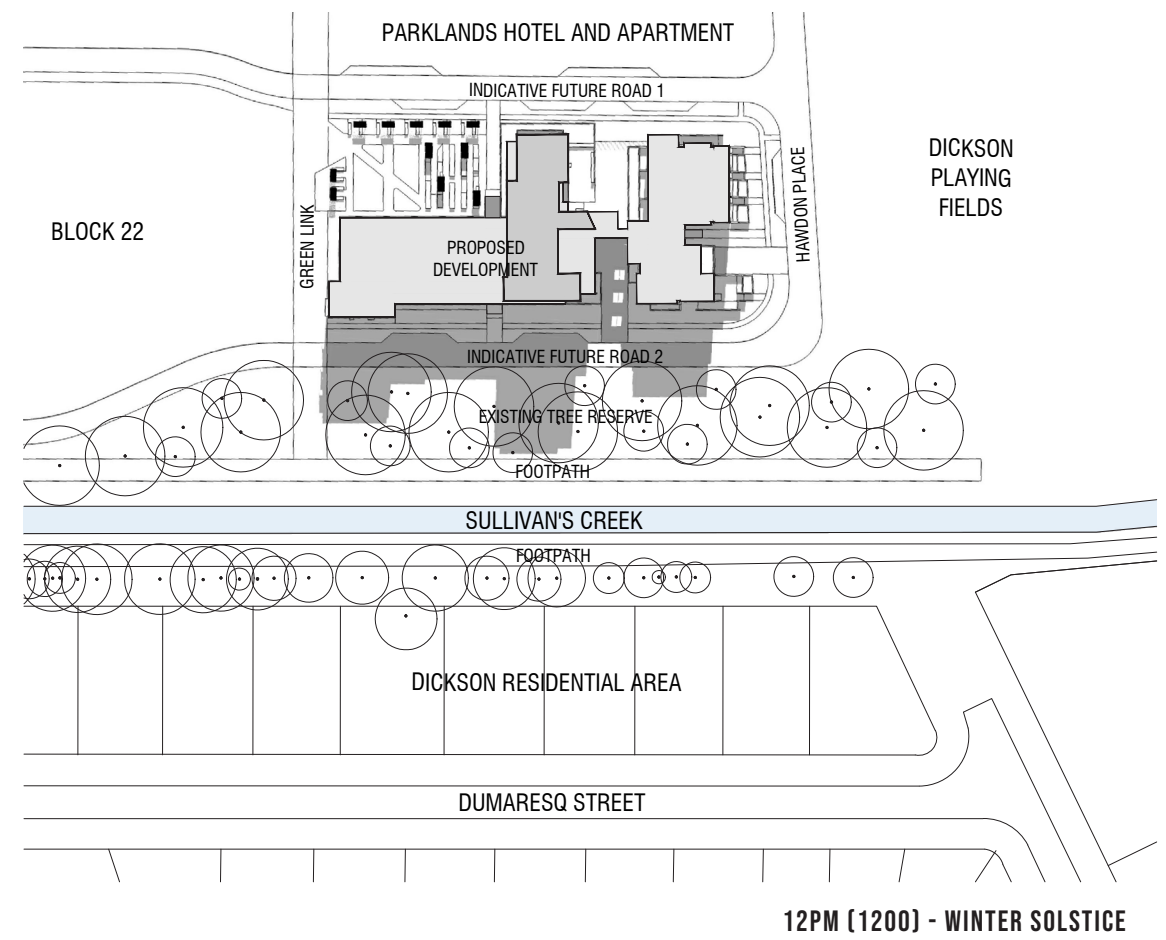 PARKLANDS HOTEL AND APARTMENT
INDICATIVE FUTURE ROAD 1
DICKSON
PLAYING
FIELDS
HAWDON PLACE
BLOCK 22
GREEN LINK
PROPOSED
DEVELOPMENT
INDICATIVE FUTURE ROAD 2
EXISTING TREE RESERVE
FOOTPATH
SULLIVAN'S CREEK
FOOTPATH
DICKSON RESIDENTIAL AREA
DUMARESQ STREET
12PM (1200) - WINTER SOLSTICE